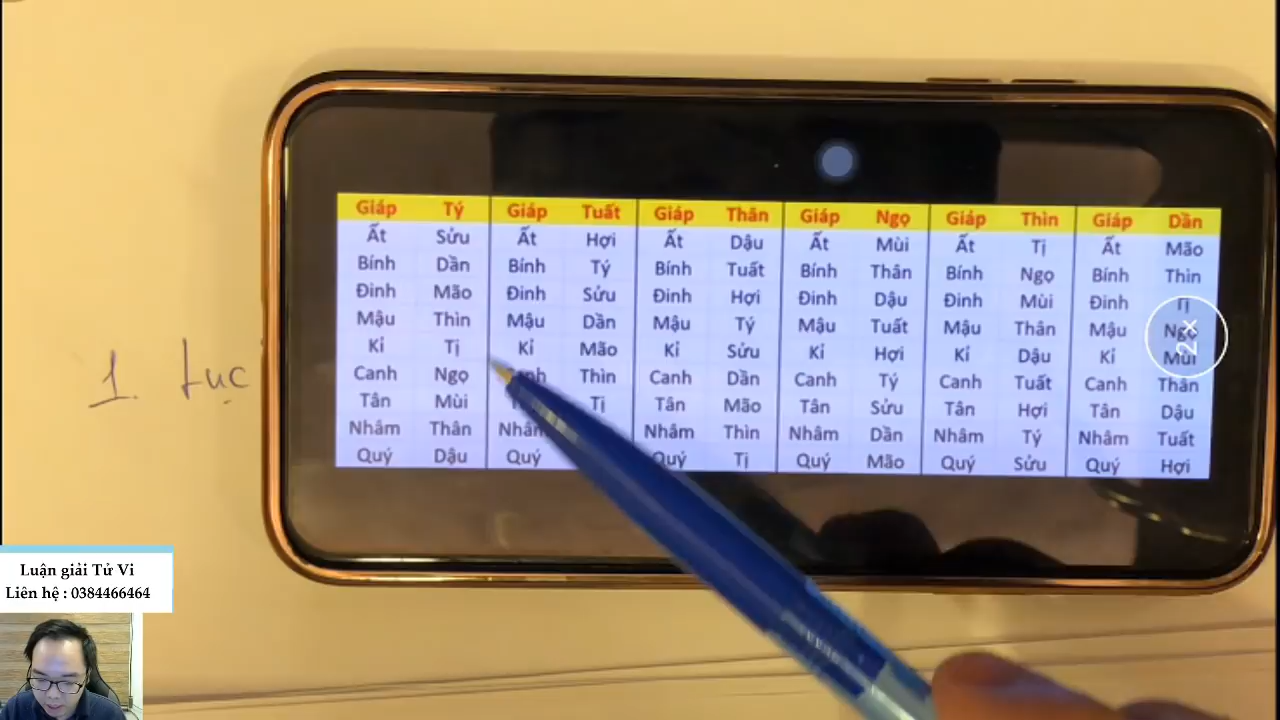 Giáp Tý Giáp Tuất Giáp Thân Giáp Ngọ Giáp Thìn Giáp Dần
Ất Sửu Ất Hợi Ất Dậu Ất Mùi Ất Tị Ất Mão
Bính Dần Bính Tý Bính Tuất Bính Thân Bính Ngọ Bính Thìn
Đinh Mão Đinh Sửu Đinh Hợi Đinh Dậu Đinh Mùi Đinh Tị
Mậu Thìn Mậu Dần Mậu Tý Mậu Tuất Mậu Thân Mậu Ngọ
Kỉ Tị Kỉ Mão Kỉ Sửu Kỉ Hợi Kỉ Dậu Kỉ Mùi
Canh Ngọ Thìn Canh Dần Canh Tý Canh Tuất Canh Thân
Tân Mùi Tị Tân Mão Tân Sửu Tân Hợi Tân Dậu
Nhâm Thân Nhâm Nhâm Thìn Nhâm Dần Nhâm Tý Nhâm Tuất
Quý Dậu Quý Quý Tị Quý Mão Quý Sửu Quý Hợi
2x
1. Lục
Luận giải Tử Vi
Liên hệ : 0384466464